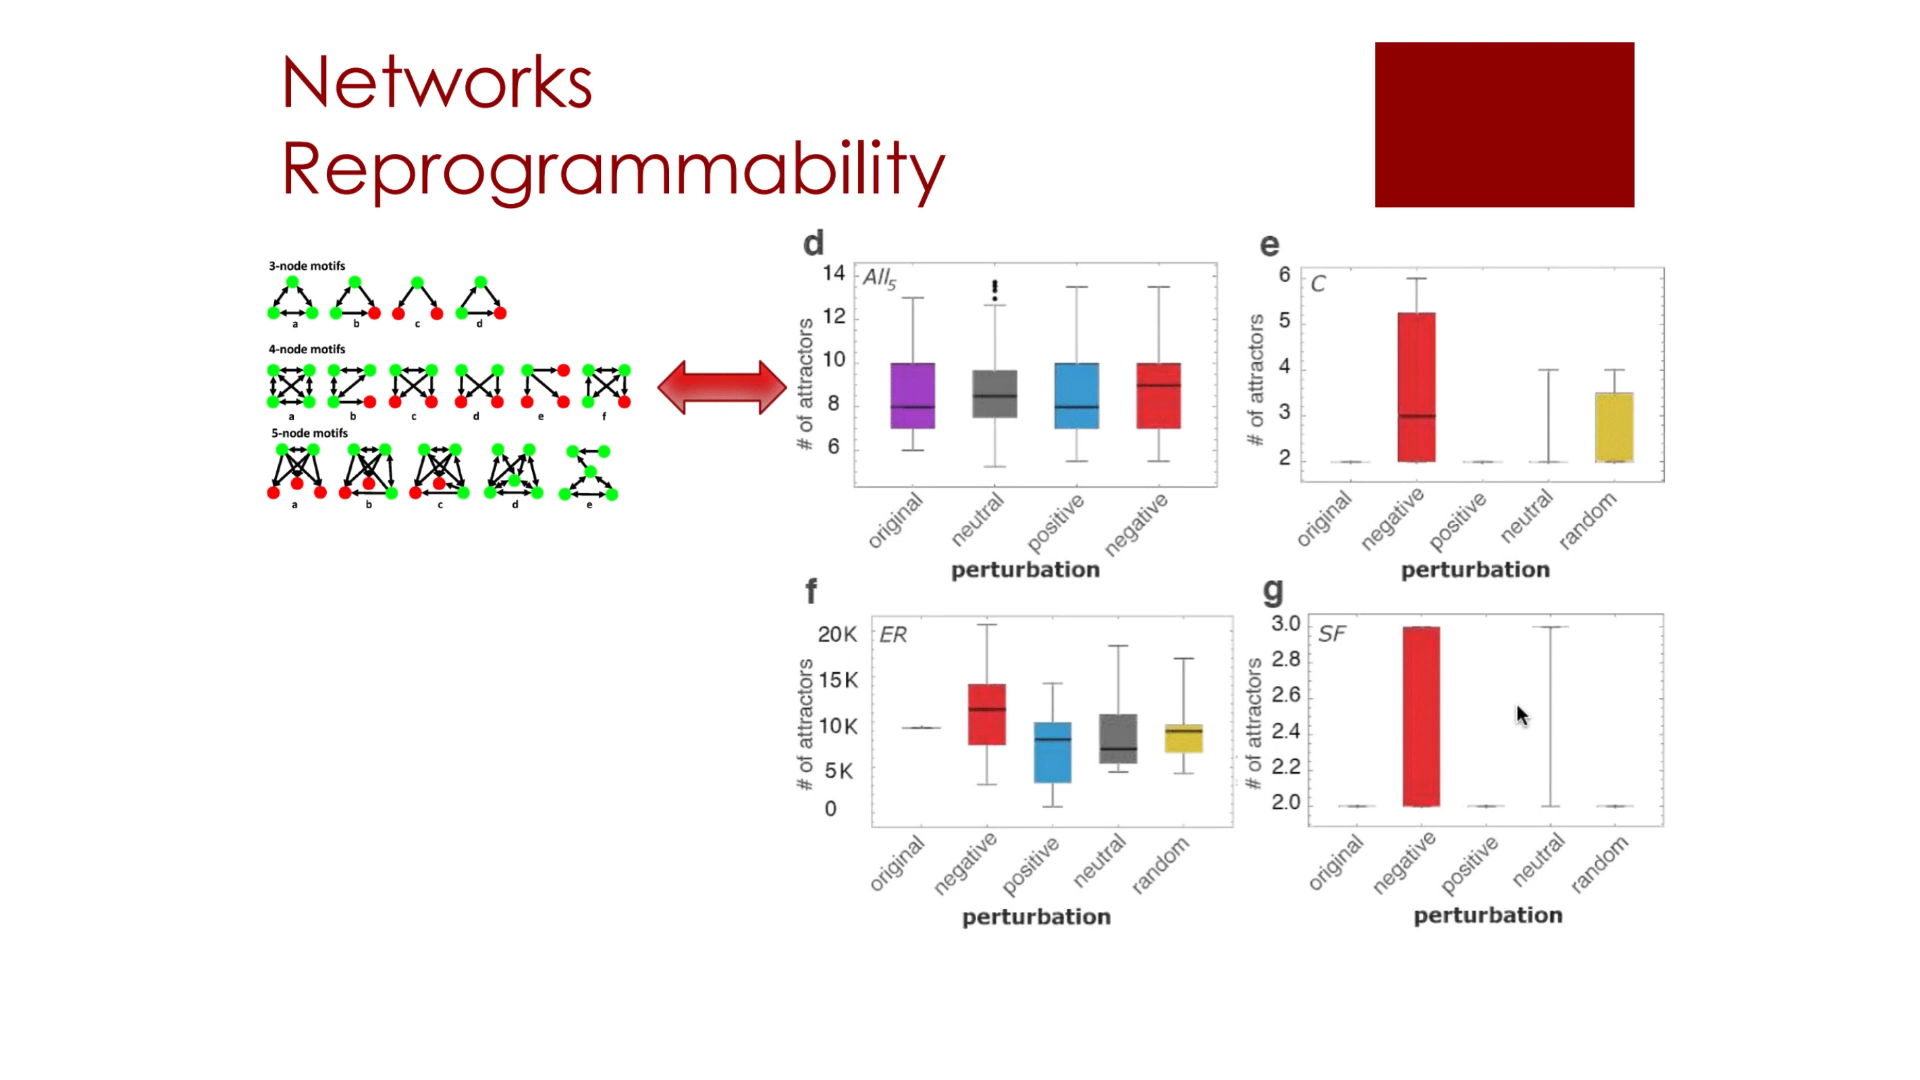 Networks
Reprogrammability
3-node motifs
a b c d
4-node motifs
a b c d e f
5-node motifs
a b c d e
d
All5
14
12
10
8
6
# of attractors
original neutral positive negative
perturbation
e
C
6
5
4
3
2
# of attractors
original negative positive neutral random
perturbation
f
ER
20K
15K
10K
5K
0
# of attractors
original negative positive neutral random
perturbation
g
SF
3.0
2.8
2.6
2.4
2.2
2.0
# of attractors
original negative positive neutral random
perturbation